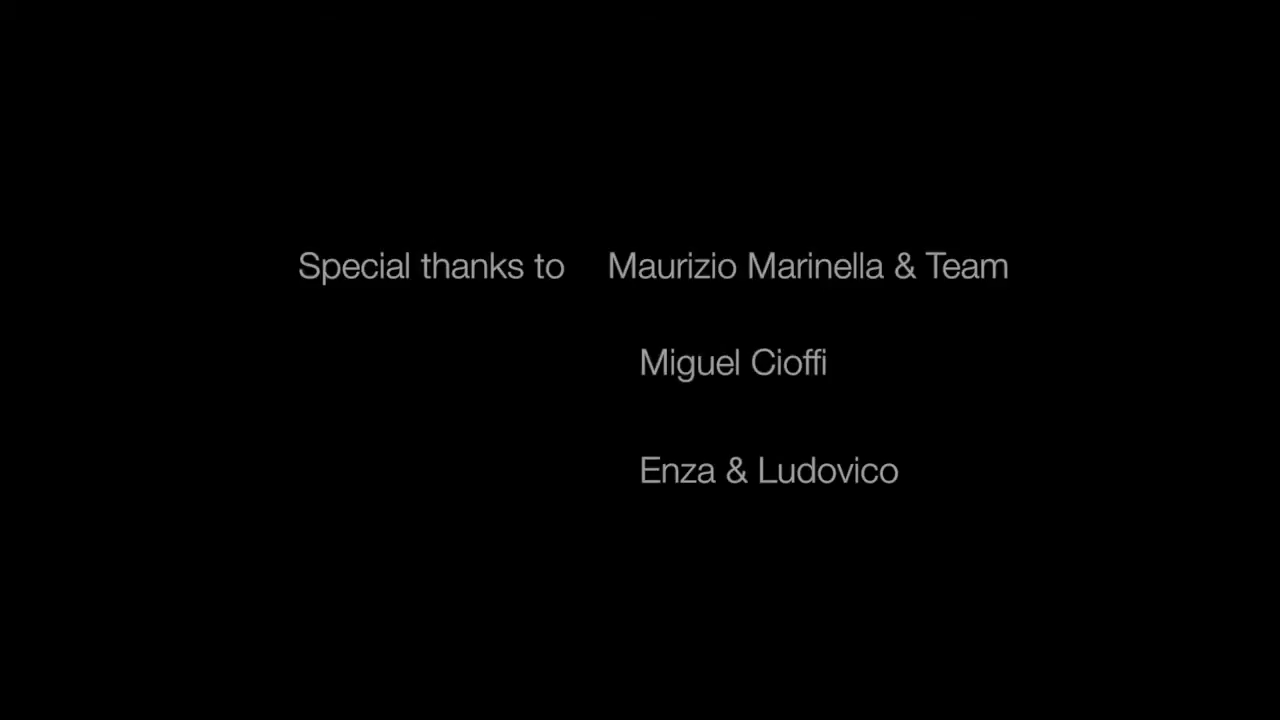 Special thanks to Maurizio Marinella & Team
Miguel Cioffi
Enza & Ludovico